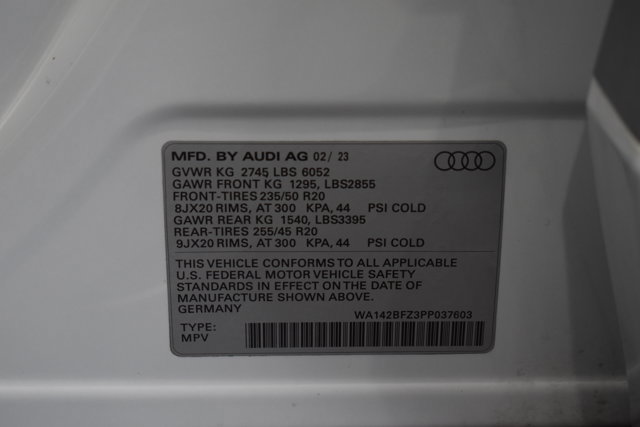 MFD. BY AUDI AG 02/ 23
GVWR KG 2745 LBS 6052
GAWR FRONT KG 1295, LBS2855
FRONT-TIRES 235/50 R20
8JX20 RIMS, AT 300 KPA, 44 PSI COLD
GAWR REAR KG 1540, LBS3395
REAR-TIRES 255/45 R20
9JX20 RIMS, AT 300 KPA, 44 PSI COLD
THIS VEHICLE CONFORMS TO ALL APPLICABLE
U.S. FEDERAL MOTOR VEHICLE SAFETY
STANDARDS IN EFFECT ON THE DATE OF
MANUFACTURE SHOWN ABOVE.
GERMANY
WA142BFZ3PP037603
TYPE:
MPV